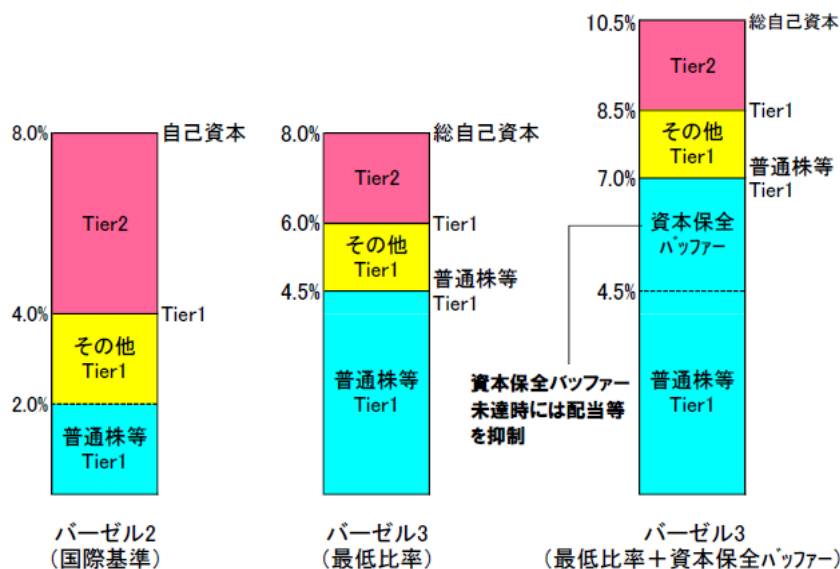 8.0%
自己資本
Tier2
4.0%
Tier1
その他
Tier1
2.0%
普通株等
Tier1
バーゼル2
(国際基準)
8.0%
総自己資本
Tier2
6.0%
Tier1
その他
Tier1
4.5%
普通株等
Tier1
普通株等
Tier1
バーゼル3
(最低比率)
10.5%
総自己資本
Tier2
8.5%
Tier1
その他
Tier1
7.0%
普通株等
Tier1
資本保全
バッファー
4.5%
資本保全バッファー
未達時には配当等
を抑制
普通株等
Tier1
バーゼル3
(最低比率+資本保全バッファー)